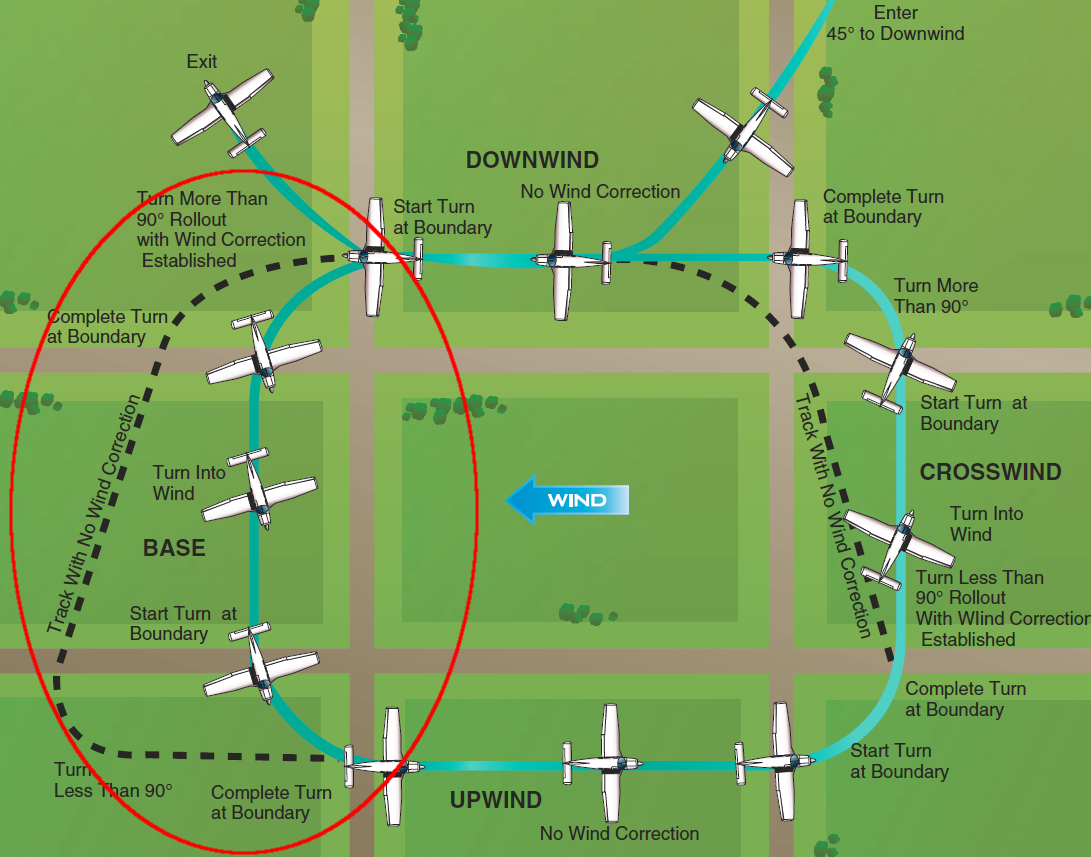 Enter
45° to Downwind
Exit
DOWNWIND
No Wind Correction
Turn More Than
90° Rollout
with Wind Correction
Established
Start Turn
at Boundary
Complete Turn
at Boundary
Turn More
Than 90°
Complete Turn
at Boundary
Start Turn at
Boundary
Track With No Wind Correction
Track With No Wind Correction
CROSSWIND
Turn Into
Wind
WIND
Turn Into
Wind
BASE
Turn Less Than
90° Rollout
With WIind Correction
Established
Start Turn at
Boundary
Complete Turn
at Boundary
Start Turn
at Boundary
Turn
Less Than 90°
Complete Turn
at Boundary
UPWIND
No Wind Correction